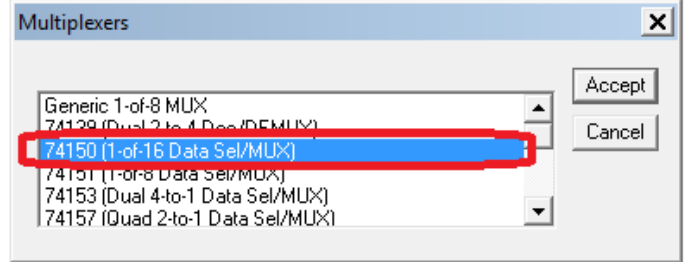 Multiplexers
Accept
Cancel
Generic 1-of-8 MUX
74139 (Dual 2-to-4 Dec/DEMUX)
74150 (1-of-16 Data Sel/MUX)
74151 (1-of-8 Data Sel/MUX)
74153 (Dual 4-to-1 Data Sel/MUX)
74157 (Quad 2-to-1 Data Sel/MUX)